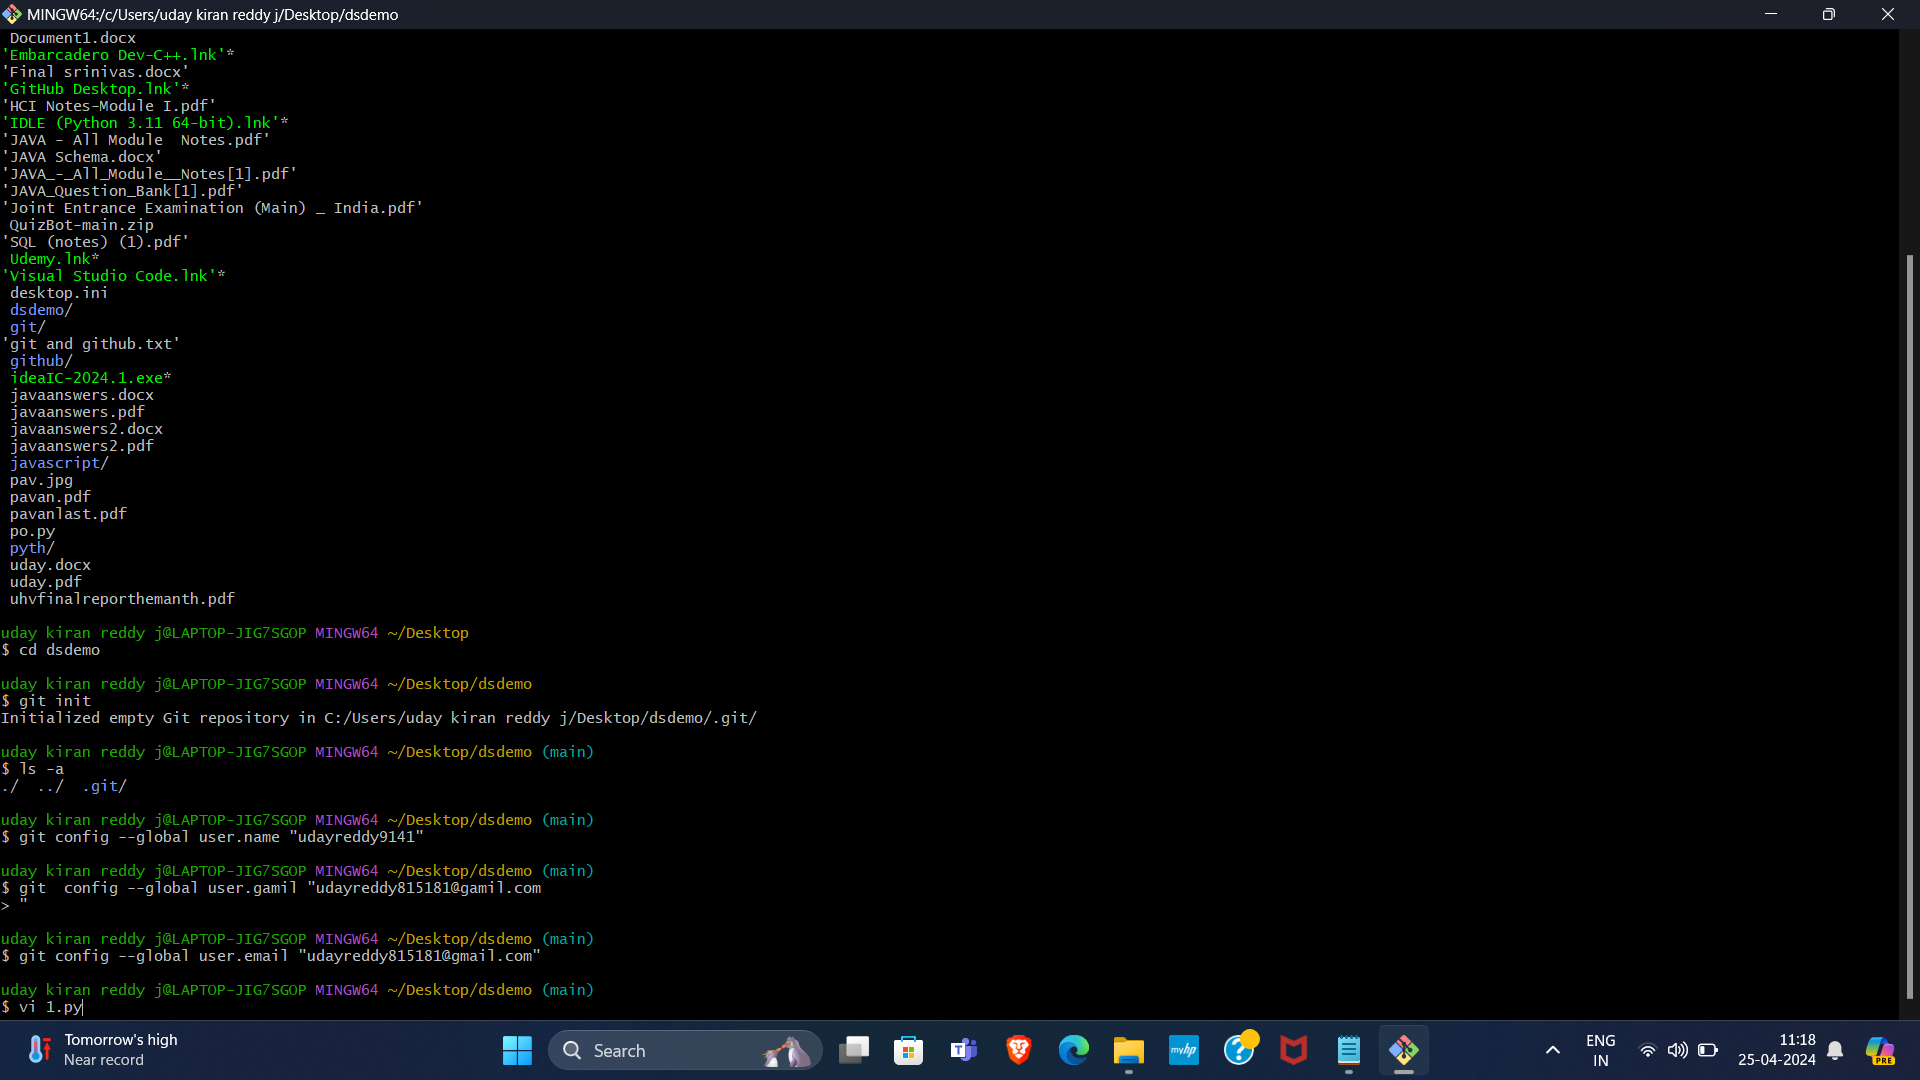 MINGW64:/c/Users/uday kiran reddy j/Desktop/dsdemo
Document1.docx
'Embarcadero Dev-C++.lnk'*
'Final srinivas.docx'
'GitHub Desktop.lnk'*
'HCI Notes-Module I.pdf'
'IDLE (Python 3.11 64-bit).lnk'*
'JAVA - All Module  Notes.pdf'
'JAVA Schema.docx'
'JAVA_-_All_Module__Notes[1].pdf'
'JAVA_Question_Bank[1].pdf'
'Joint Entrance Examination (Main) _ India.pdf'
QuizBot-main.zip
'SQL (notes) (1).pdf'
Udemy.lnk*
'Visual Studio Code.lnk'*
desktop.ini
dsdemo/
git/
'git and github.txt'
github/
ideaIC-2024.1.exe*
javaanswers.docx
javaanswers.pdf
javaanswers2.docx
javaanswers2.pdf
javascript/
pav.jpg
pavan.pdf
pavanlast.pdf
po.py
pyth/
uday.docx
uday.pdf
uhvfinalreporthemanth.pdf
uday kiran reddy j@LAPTOP-JIG7SGOP MINGW64 ~/Desktop
$ cd dsdemo
uday kiran reddy j@LAPTOP-JIG7SGOP MINGW64 ~/Desktop/dsdemo
$ git init
Initialized empty Git repository in C:/Users/uday kiran reddy j/Desktop/dsdemo/.git/
uday kiran reddy j@LAPTOP-JIG7SGOP MINGW64 ~/Desktop/dsdemo (main)
$ ls -a
./  ../  .git/
uday kiran reddy j@LAPTOP-JIG7SGOP MINGW64 ~/Desktop/dsdemo (main)
$ git config --global user.name "udayreddy9141"
uday kiran reddy j@LAPTOP-JIG7SGOP MINGW64 ~/Desktop/dsdemo (main)
$ git  config --global user.gamil "udayreddy815181@gamil.com
> "
uday kiran reddy j@LAPTOP-JIG7SGOP MINGW64 ~/Desktop/dsdemo (main)
$ git config --global user.email "udayreddy815181@gmail.com"
uday kiran reddy j@LAPTOP-JIG7SGOP MINGW64 ~/Desktop/dsdemo (main)
$ vi 1.py
Tomorrow's high
Near record
Search
myhp
ENG
IN
11:18
25-04-2024
PRE